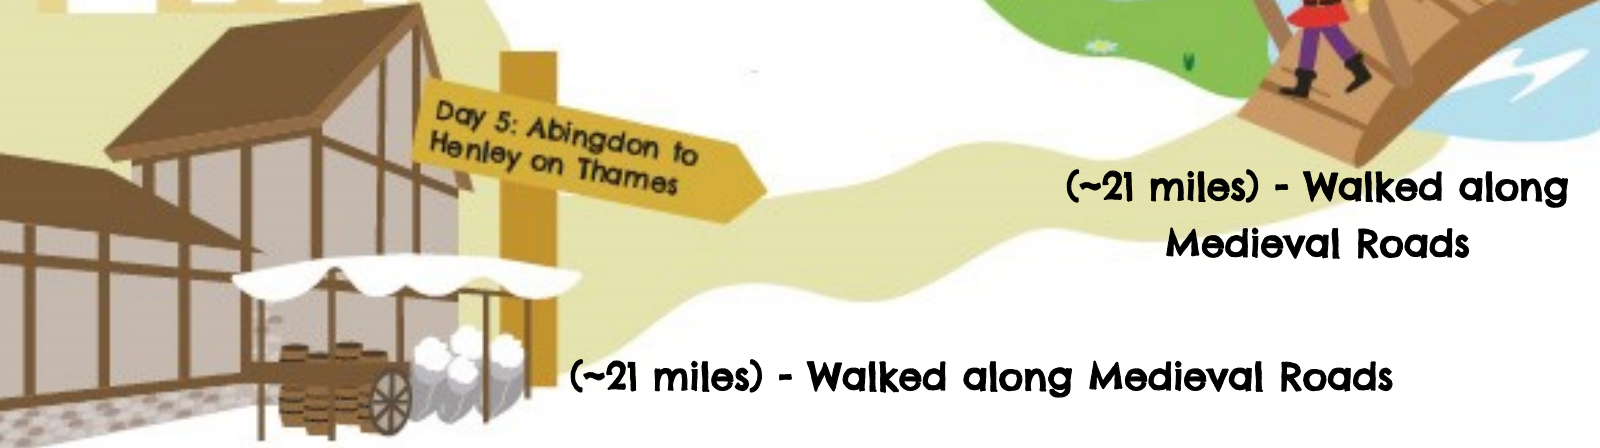 Day 5: Abingdon to
Henley on Thames
(~21 miles) - Walked along
Medieval Roads
(~21 miles) - Walked along Medieval Roads